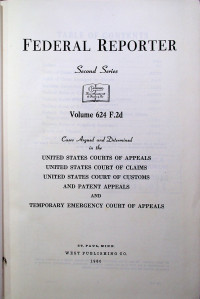 FEDERAL REPORTER
Second Series
Volume 624 F.2d
Cases Argued and Determined
in the
UNITED STATES COURTS OF APPEALS
UNITED STATES COURT OF CLAIMS
UNITED STATES COURT OF CUSTOMS
AND PATENT APPEALS
AND
TEMPORARY EMERGENCY COURT OF APPEALS
ST. PAUL, MINN.
WEST PUBLISHING CO.
1980